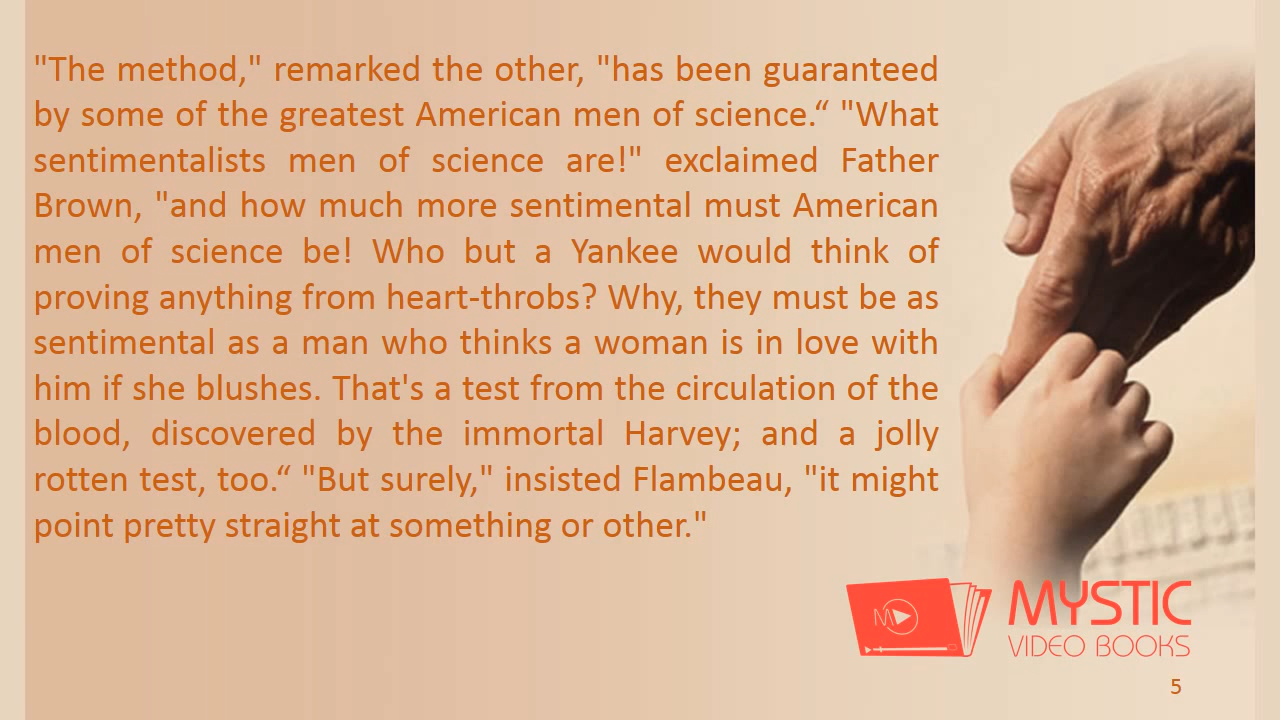 "The method," remarked the other, "has been guaranteed
by some of the greatest American men of science.“ "What
sentimentalists men of science are!" exclaimed Father
Brown, "and how much more sentimental must American
men of science be! Who but a Yankee would think of
proving anything from heart-throbs? Why, they must be as
sentimental as a man who thinks a woman is in love with
him if she blushes. That's a test from the circulation of the
blood, discovered by the immortal Harvey; and a jolly
rotten test, too.“ "But surely," insisted Flambeau, "it might
point pretty straight at something or other."
M
MYSTIC
VIDEO BOOKS
5